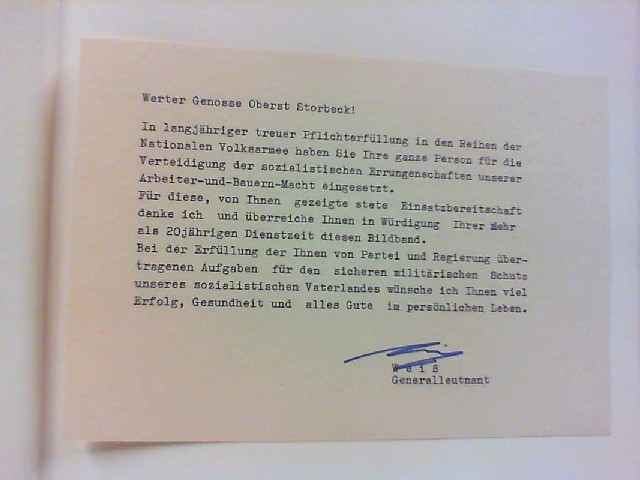 Werter Genosse Oberst Storbeck!
In langjähriger treuer Pflichterfüllung in den Reihen der
Nationalen Volksarmee haben Sie Ihre ganze Person für die
Verteidigung der sozialistischen Errungenschaften unserer
Arbeiter-und-Bauern-Macht eingesetzt.
Für diese, von Ihnen gezeigte stete Einsatzbereitschaft
danke ich und überreiche Ihnen in Würdigung Ihrer mehr
als 20jährigen Dienstzeit diesen Bildband.
Bei der Erfüllung der Ihnen von Partei und Regierung über-
tragenen Aufgaben für den sicheren militärischen Schutz
unseres sozialistischen Vaterlandes wünsche ich Ihnen viel
Erfolg, Gesundheit und alles Gute im persönlichen Leben.
W e i ß
Generalleutnant